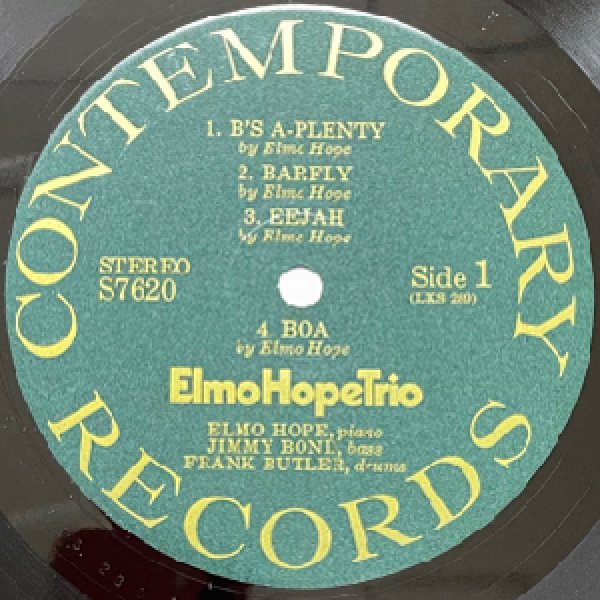 CONTEMPORARY
1. B'S A-PLENTY
by Elmo Hope
2. BARFLY
by Elmo Hope
3. EEJAH
by Elmo Hope
STEREO
S7620
Side 1
4. BOA
by Elmo Hope
ElmoHopeTrio
ELMO HOPE, piano
JIMMY BOND, bass
FRANK BUTLER, drums
RECORDS